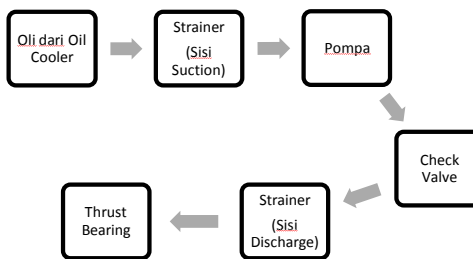 Oli dari Oil
Cooler
Strainer
(Sisi
Suction)
Pompa
Check
Valve
Strainer
(Sisi
Discharge)
Thrust
Bearing